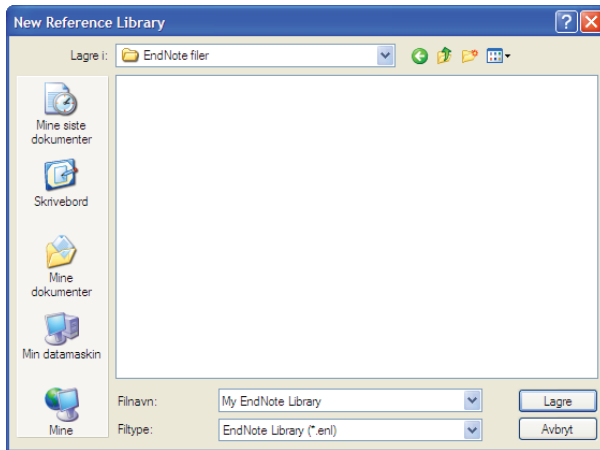 New Reference Library
Lagre i:
EndNote filer
Mine siste
dokumenter
Skrivebord
Mine
dokumenter
Min datamaskin
Mine
Filnavn:
My EndNote Library
Lagre
Filtype:
EndNote Library (*.enl)
Avbryt